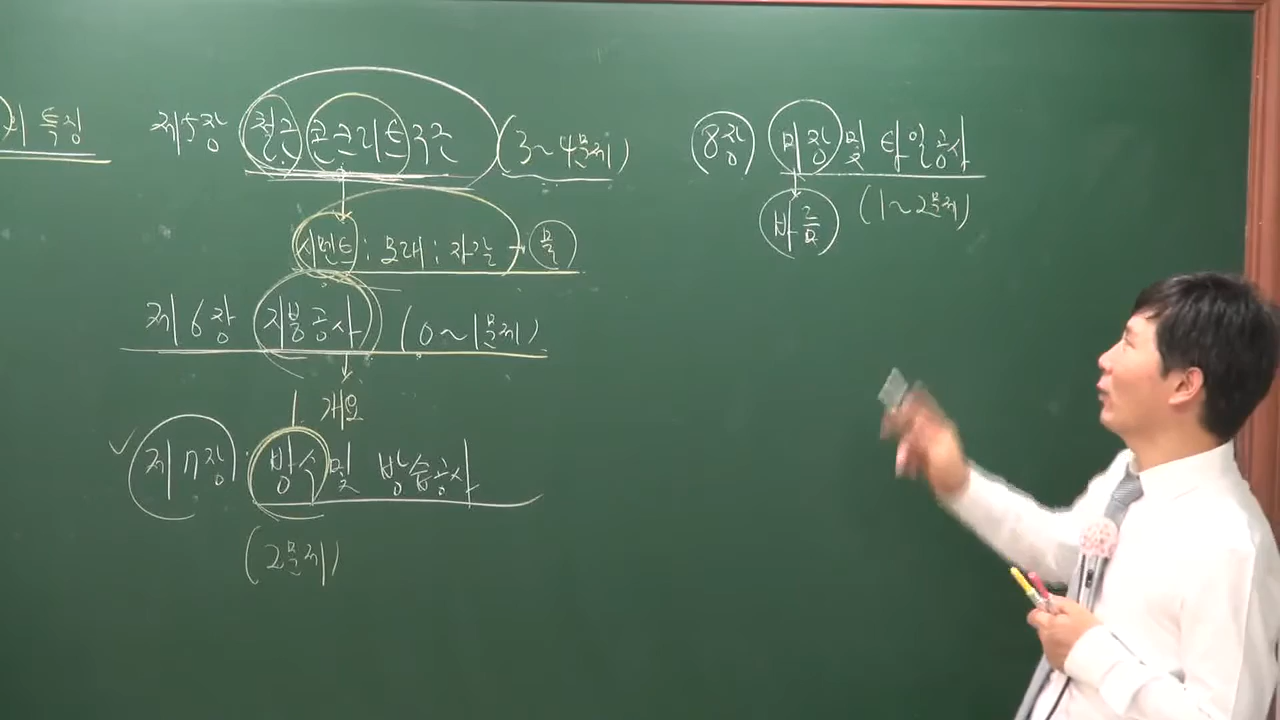 의 특징
제5장 철근콘크리트구조 (3~4문제)
시멘트 : 모래 : 자갈 + 물
제6장 지붕공사 (0~1문제)
개요
제7장. 방수 및 방습공사
(2문제)
8장 미장 및 타일공사
바름 (1~2문제)